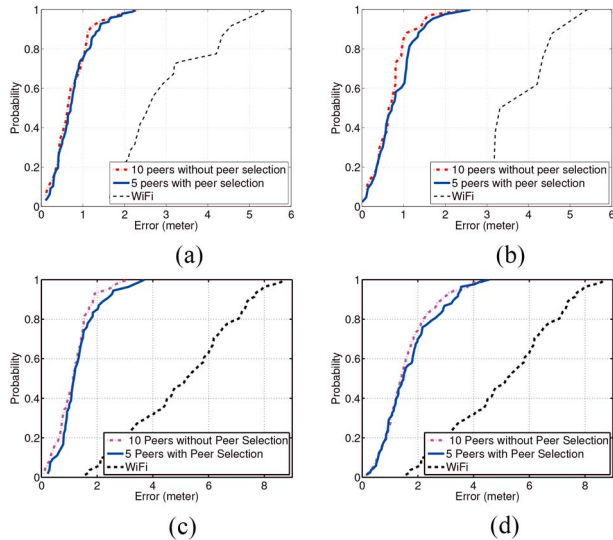 1
0.8
0.6
0.4
0.2
0
Probability
10 peers without peer selection
5 peers with peer selection
WiFi
0 1 2 3 4 5 6
Error (meter)
(a)
1
0.8
0.6
0.4
0.2
0
Probability
10 peers without peer selection
5 peers with peer selection
WiFi
0 1 2 3 4 5 6
Error (meter)
(b)
1
0.8
0.6
0.4
0.2
0
Probability
10 Peers without Peer Selection
5 Peers with Peer Selection
WiFi
0 2 4 6 8
Error (meter)
(c)
1
0.8
0.6
0.4
0.2
0
Probability
10 Peers without Peer Selection
5 Peers with Peer Selection
WiFi
0 2 4 6 8
Error (meter)
(d)